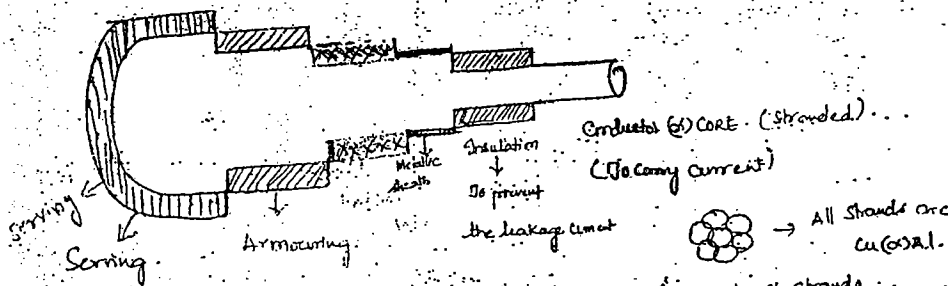 Conductor (or) CORE. (stranded)...
(To carry current)
Metallic
sheath
Insulation
To prevent
the leakage current
Serving
Serving.
Armouring.
→ All strands are
Cu (or) Al.
strands